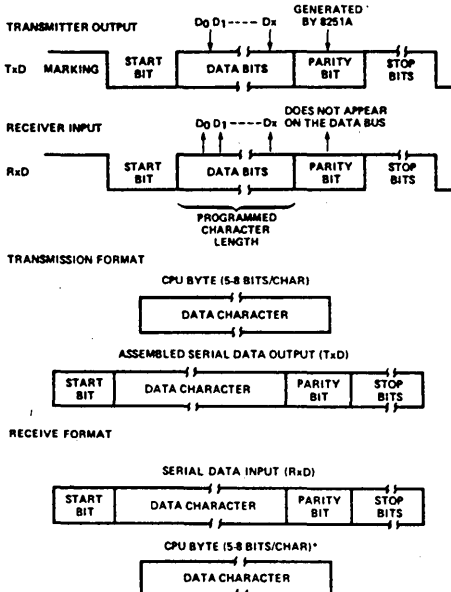 TRANSMITTER OUTPUT
D0 D1 ---- Dx
GENERATED
BY 8251A
TxD MARKING
START
BIT
DATA BITS
PARITY
BIT
STOP
BITS
RECEIVER INPUT
D0 D1 ---- Dx
DOES NOT APPEAR
ON THE DATA BUS
RxD
START
BIT
DATA BITS
PARITY
BIT
STOP
BITS
PROGRAMMED
CHARACTER
LENGTH
TRANSMISSION FORMAT
CPU BYTE (5-8 BITS/CHAR)
DATA CHARACTER
ASSEMBLED SERIAL DATA OUTPUT (TxD)
START
BIT
DATA CHARACTER
PARITY
BIT
STOP
BITS
RECEIVE FORMAT
SERIAL DATA INPUT (RxD)
START
BIT
DATA CHARACTER
PARITY
BIT
STOP
BITS
CPU BYTE (5-8 BITS/CHAR)*
DATA CHARACTER